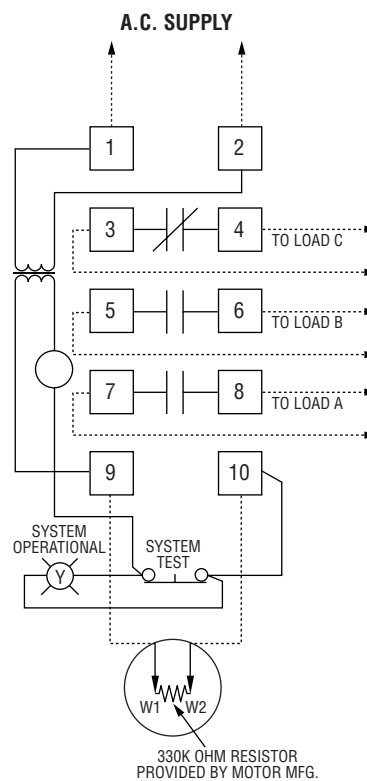 A.C. SUPPLY
1
2
3
4
TO LOAD C
5
6
TO LOAD B
7
8
TO LOAD A
9
10
SYSTEM
OPERATIONAL
SYSTEM
TEST
Y
W1
W2
330K OHM RESISTOR
PROVIDED BY MOTOR MFG.